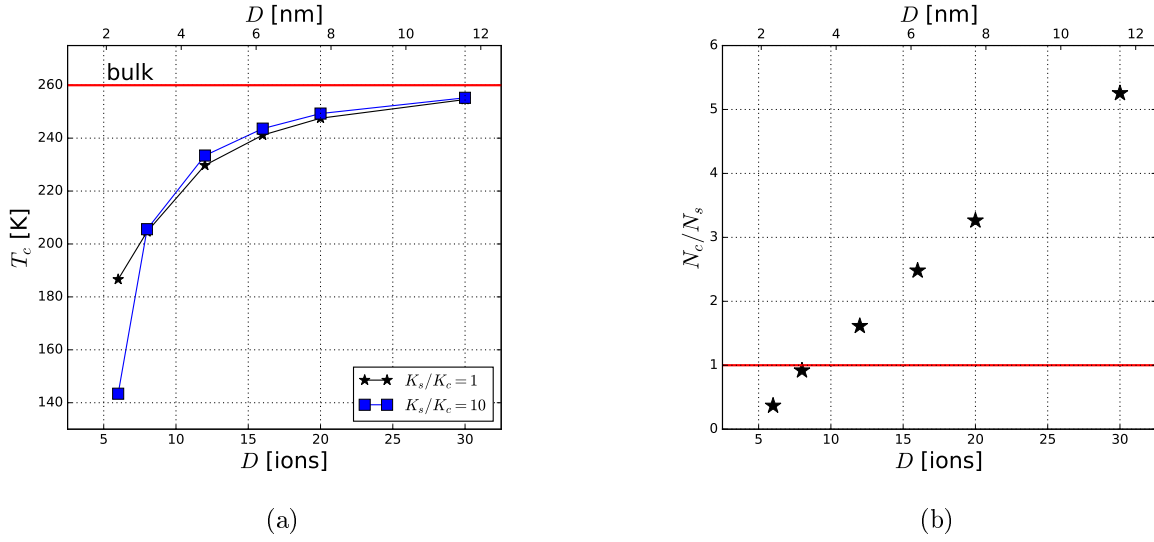 D [nm]
2 4 6 8 10 12
bulk
260
240
220
200
180
160
140
T_c [K]
K_s/K_c = 1
K_s/K_c = 10
5 10 15 20 25 30
D [ions]
(a)
D [nm]
2 4 6 8 10 12
6
5
4
3
2
1
0
N_c/N_s
5 10 15 20 25 30
D [ions]
(b)